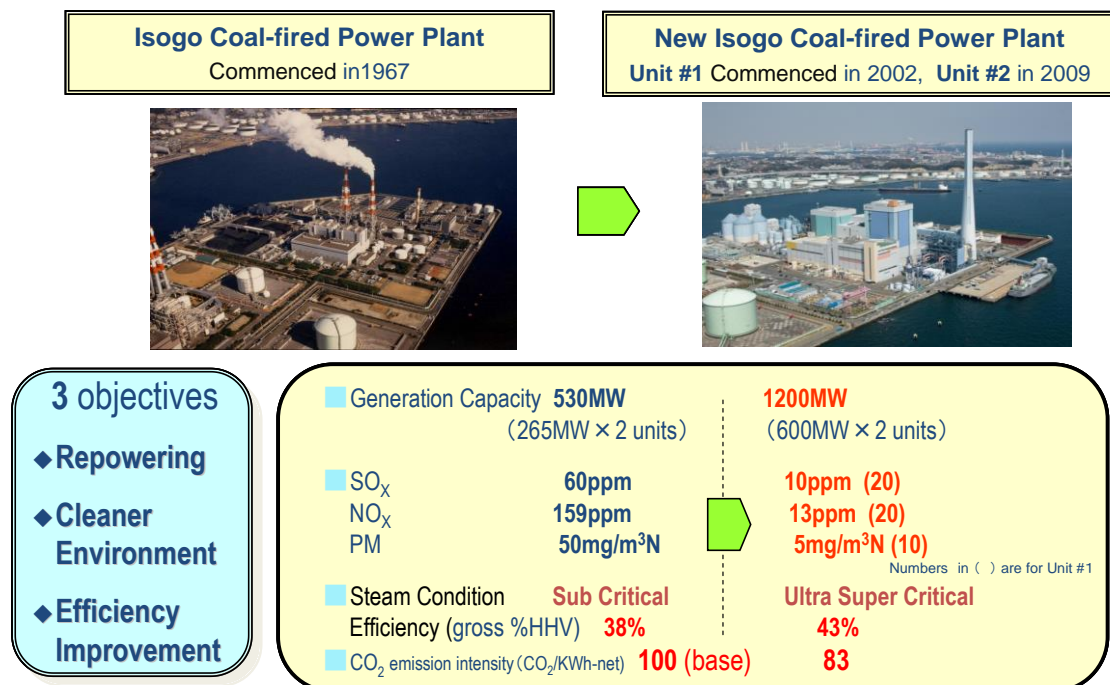 Isogo Coal-fired Power Plant
Commenced in1967
New Isogo Coal-fired Power Plant
Unit #1 Commenced in 2002, Unit #2 in 2009
3 objectives
◆Repowering
◆Cleaner
Environment
◆Efficiency
Improvement
Generation Capacity 530MW 1200MW
(265MW × 2 units) (600MW × 2 units)
SOX 60ppm 10ppm (20)
NOX 159ppm 13ppm (20)
PM 50mg/m³N 5mg/m³N (10)
Numbers in ( ) are for Unit #1
Steam Condition Sub Critical Ultra Super Critical
Efficiency (gross %HHV) 38% 43%
CO2 emission intensity (CO2/KWh-net) 100 (base) 83